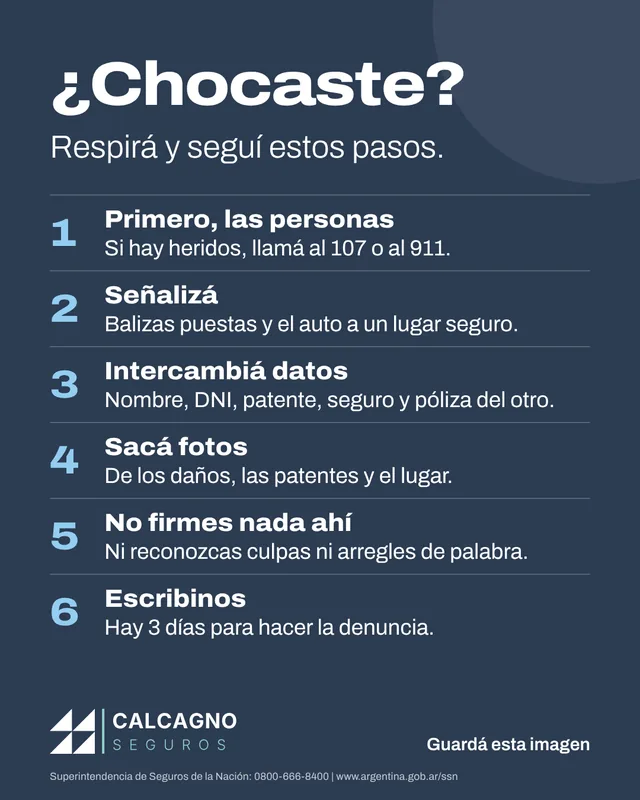 ¿Chocaste?
Respirá y seguí estos pasos.
1
Primero, las personas
Si hay heridos, llamá al 107 o al 911.
2
Señalizá
Balizas puestas y el auto a un lugar seguro.
3
Intercambiá datos
Nombre, DNI, patente, seguro y póliza del otro.
4
Sacá fotos
De los daños, las patentes y el lugar.
5
No firmes nada ahí
Ni reconozcas culpas ni arregles de palabra.
6
Escribinos
Hay 3 días para hacer la denuncia.
CALCAGNO
SEGUROS
Guardá esta imagen
Superintendencia de Seguros de la Nación: 0800-666-8400 | www.argentina.gob.ar/ssn